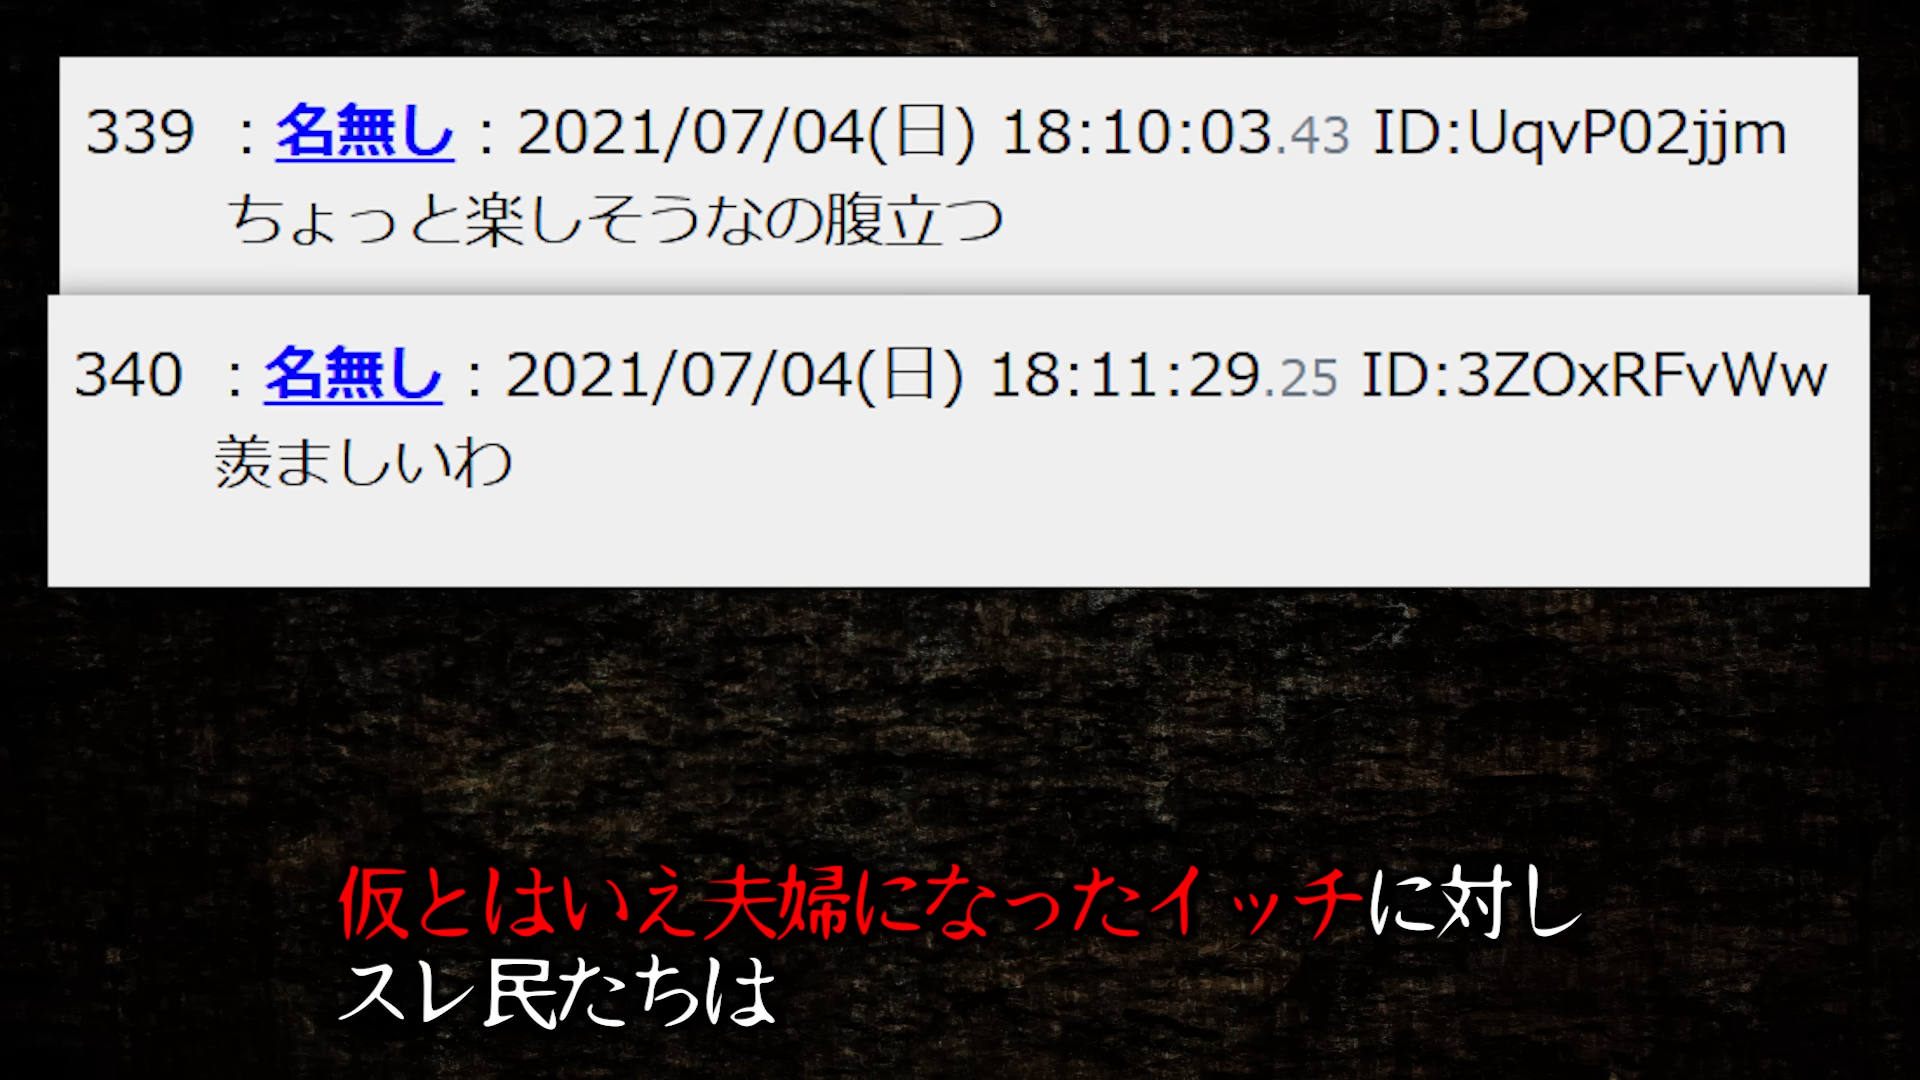 339 ：名無し：2021/07/04(日) 18:10:03.43 ID:UqvP02jjm
ちょっと楽しそうなの腹立つ
340 ：名無し：2021/07/04(日) 18:11:29.25 ID:3ZOxRFvWw
羨ましいわ
仮とはいえ夫婦になったイッチに対し
スレ民たちは